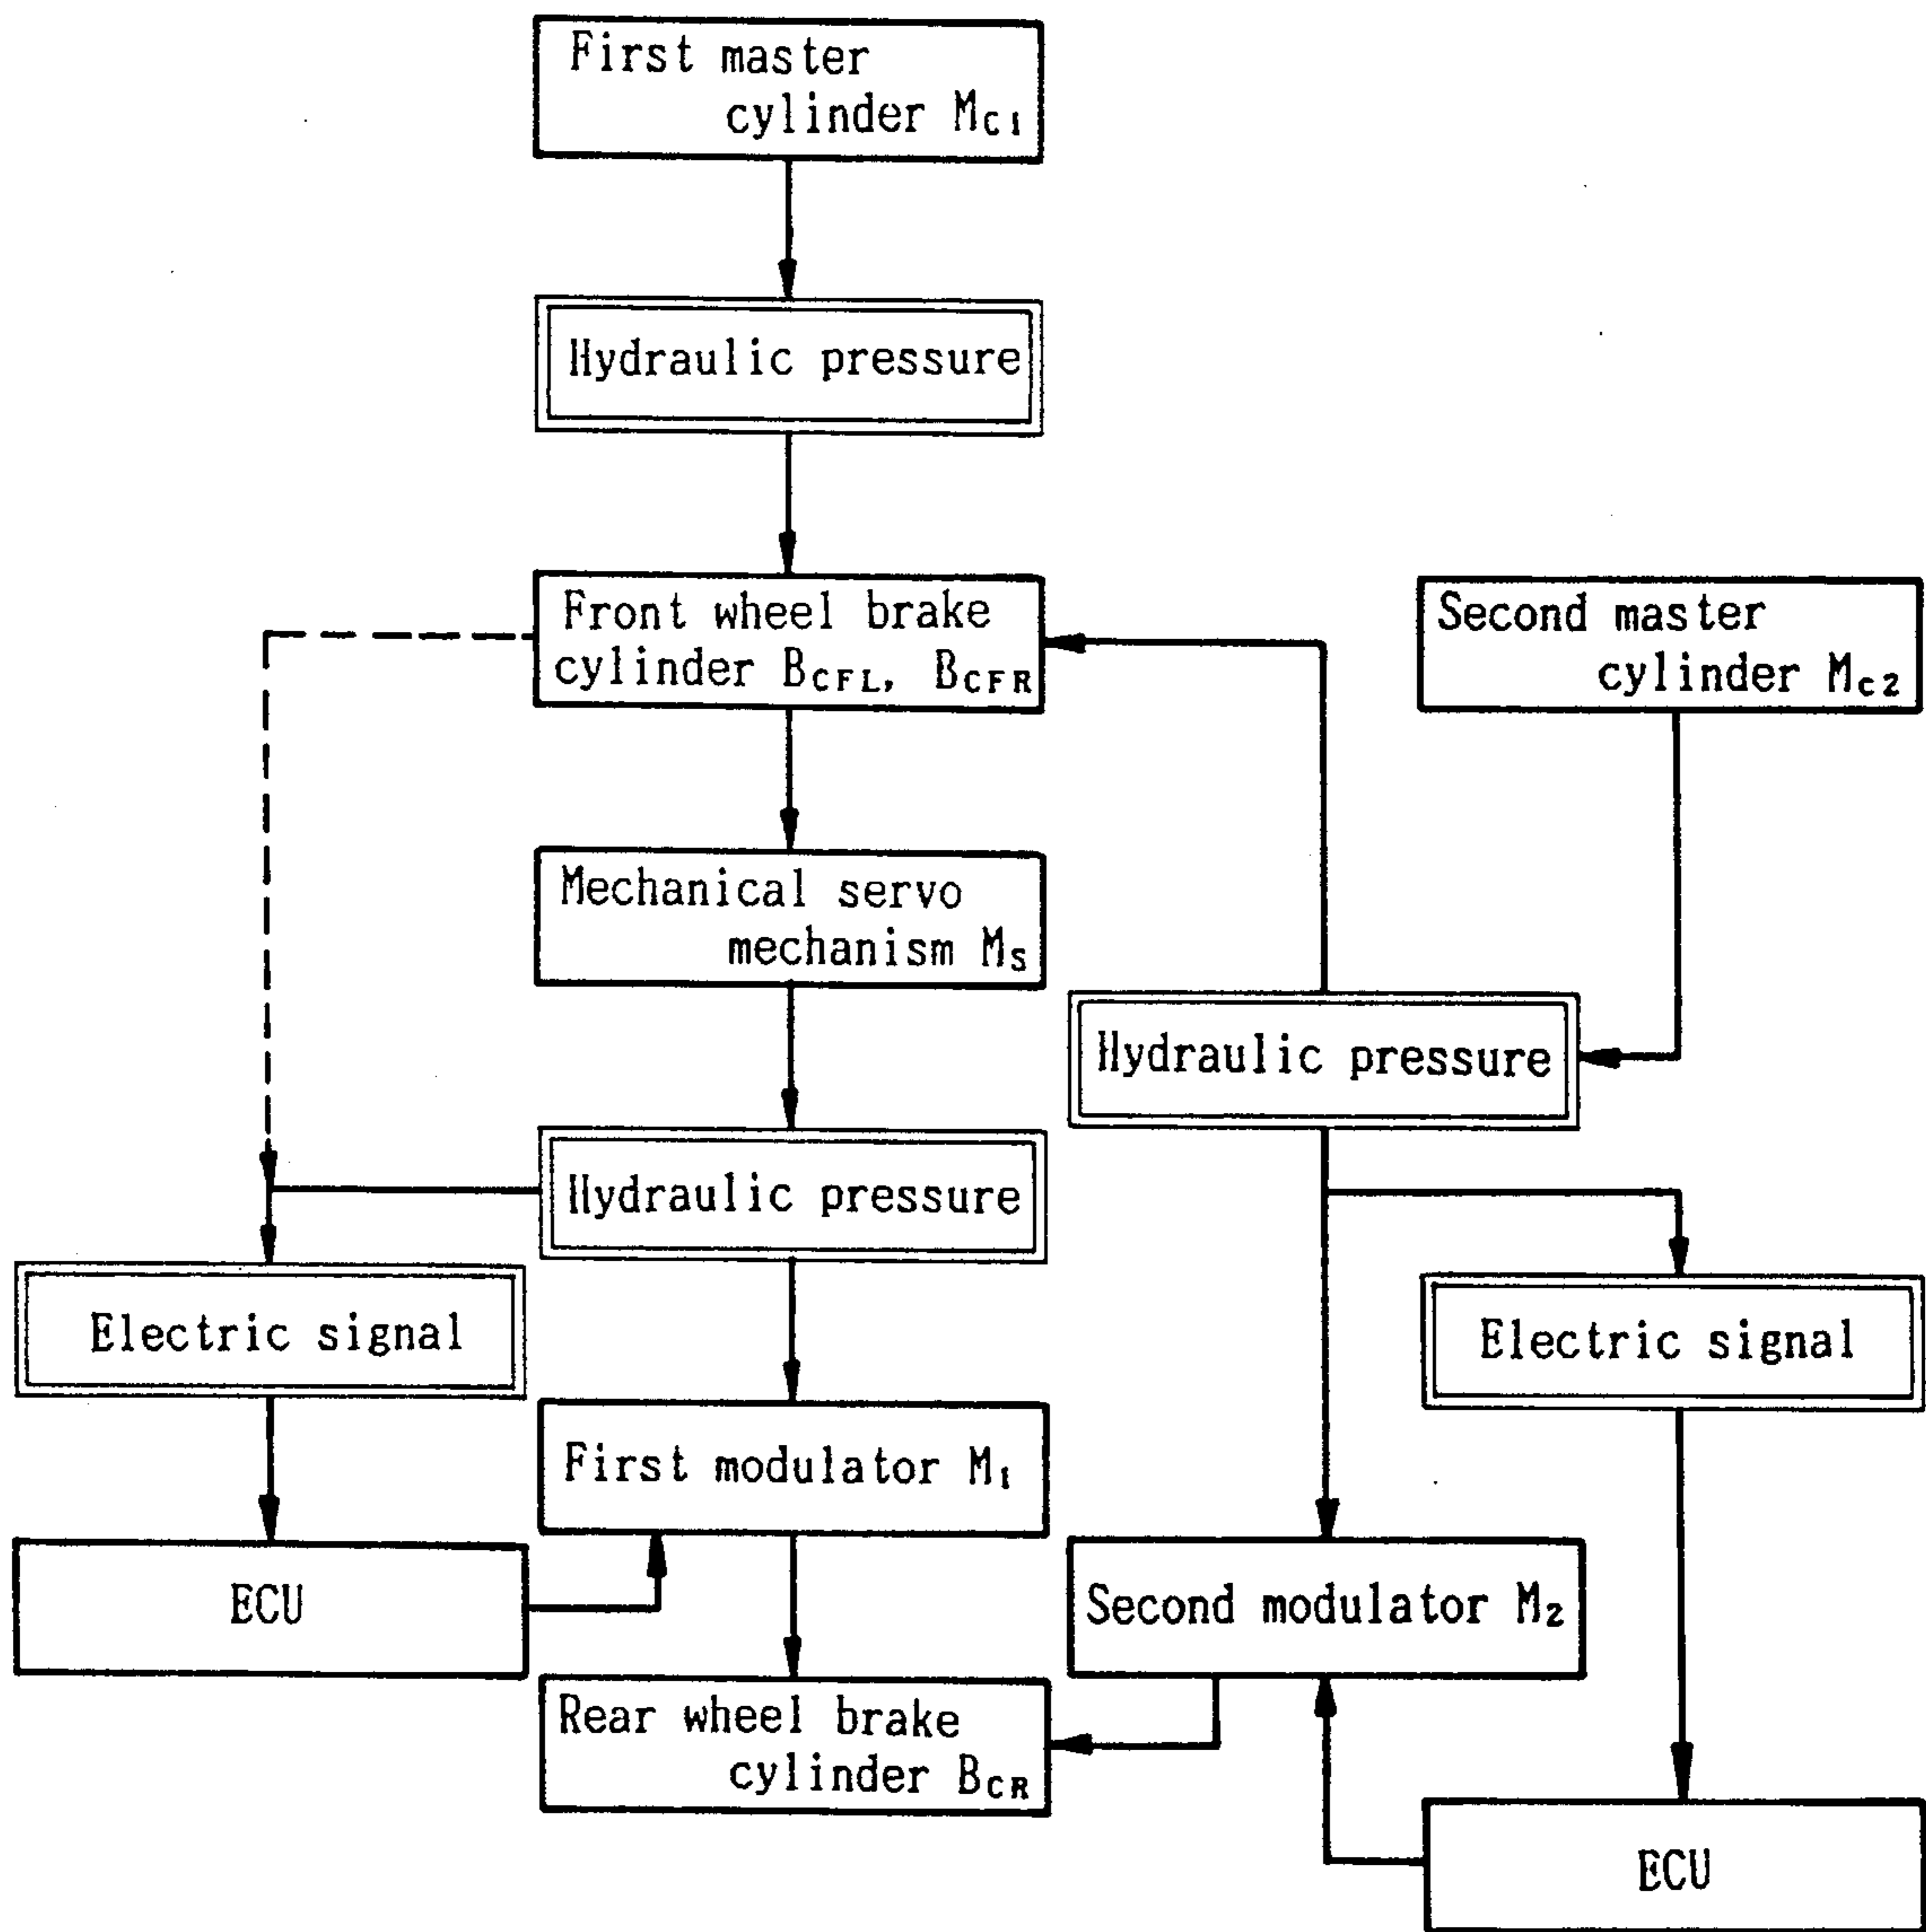 First master
cylinder Mc1
Hydraulic pressure
Front wheel brake
cylinder BCFL, BCFR
Second master
cylinder Mc2
Mechanical servo
mechanism Ms
Hydraulic pressure
Hydraulic pressure
Electric signal
Electric signal
First modulator M1
ECU
Second modulator M2
Rear wheel brake
cylinder BCR
ECU